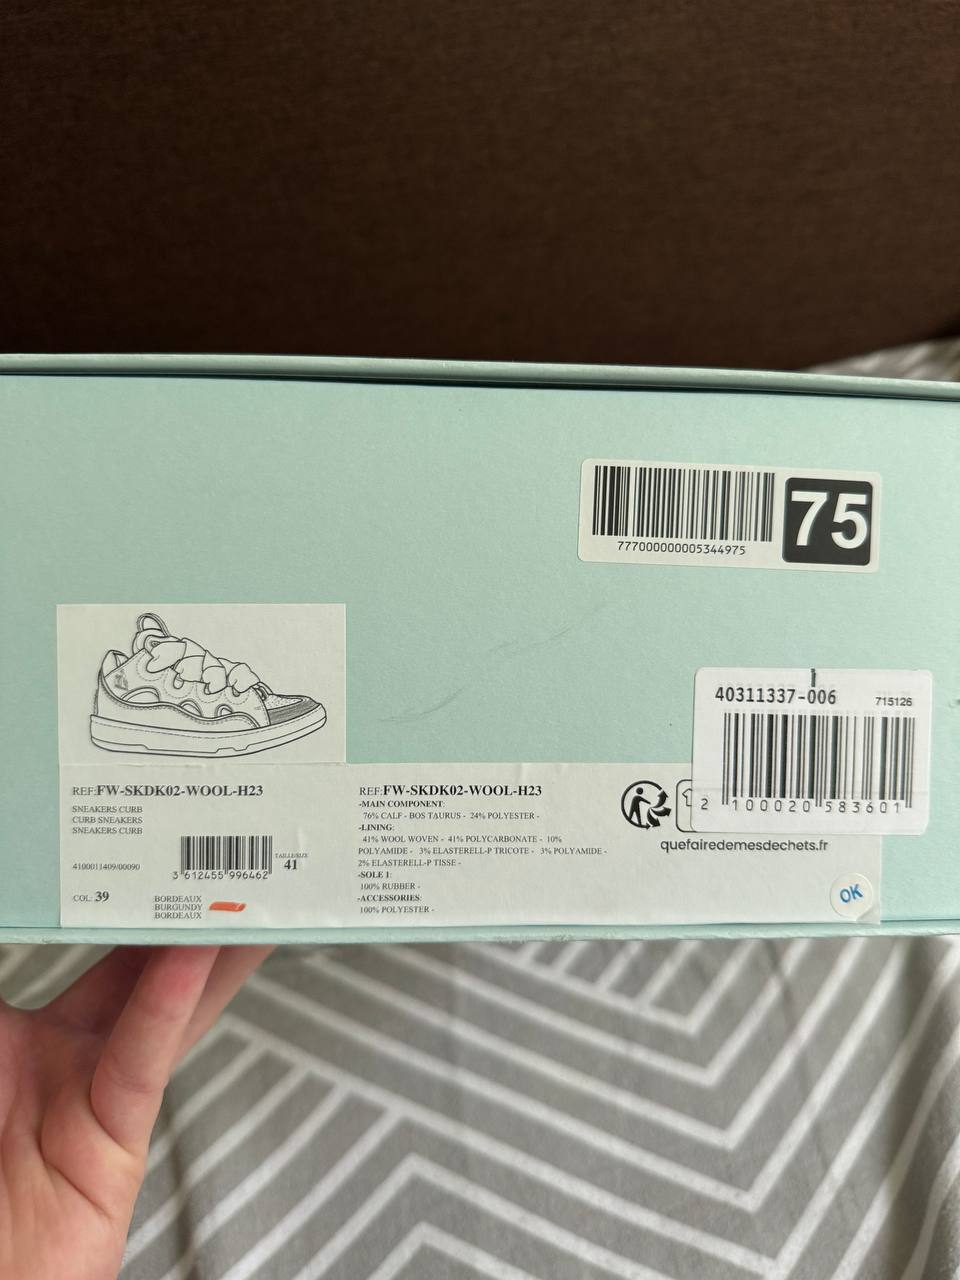 75
777000000005344975
40311337-006
715126
2 100020 583601
REF:FW-SKDK02-WOOL-H23
SNEAKERS CURB
CURB SNEAKERS
SNEAKERS CURB
4100011409/00090
3 612455 996462
TAILLE/SIZE
41
COL: 39
BORDEAUX
BURGUNDY
BORDEAUX
REF:FW-SKDK02-WOOL-H23
-MAIN COMPONENT:
76% CALF - BOS TAURUS - 24% POLYESTER -
-LINING:
41% WOOL WOVEN - 41% POLYCARBONATE - 10%
POLYAMIDE - 3% ELASTERELL-P TRICOTE - 3% POLYAMIDE -
2% ELASTERELL-P TISSE -
-SOLE 1:
100% RUBBER -
-ACCESSORIES:
100% POLYESTER -
quefairedemesdechets.fr
OK